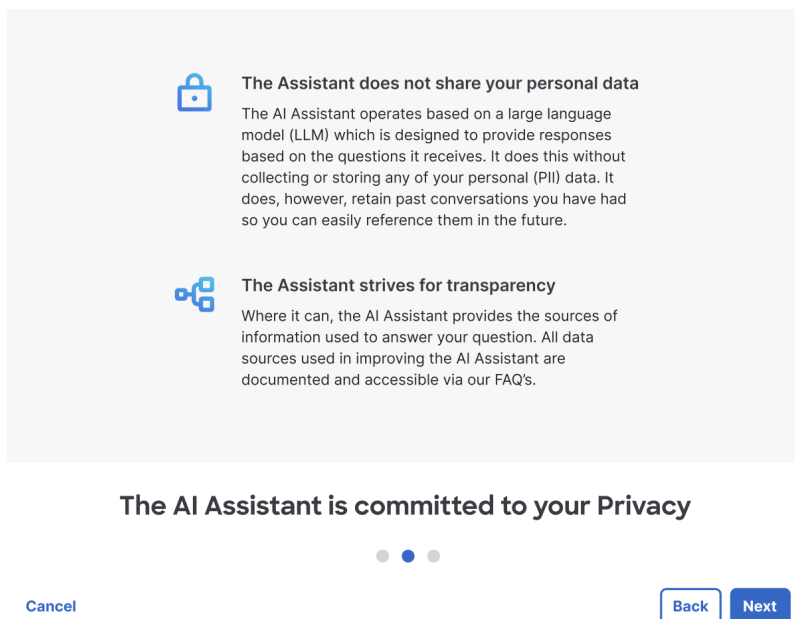 The Assistant does not share your personal data
The AI Assistant operates based on a large language
model (LLM) which is designed to provide responses
based on the questions it receives. It does this without
collecting or storing any of your personal (PII) data. It
does, however, retain past conversations you have had
so you can easily reference them in the future.
The Assistant strives for transparency
Where it can, the AI Assistant provides the sources of
information used to answer your question. All data
sources used in improving the AI Assistant are
documented and accessible via our FAQ's.
The AI Assistant is committed to your Privacy
Cancel
Back
Next